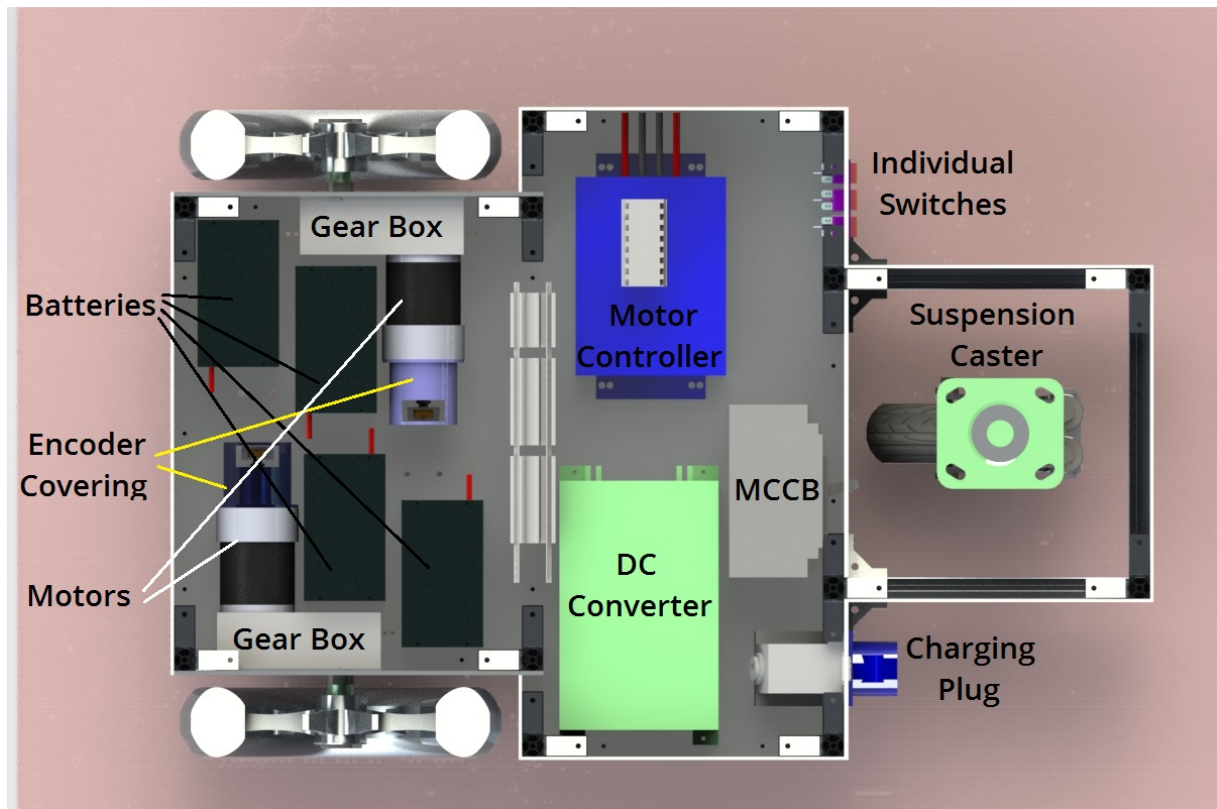 Gear Box
Individual
Switches
Batteries
Motor
Controller
Suspension
Caster
Encoder
Covering
MCCB
DC
Converter
Motors
Gear Box
Charging
Plug